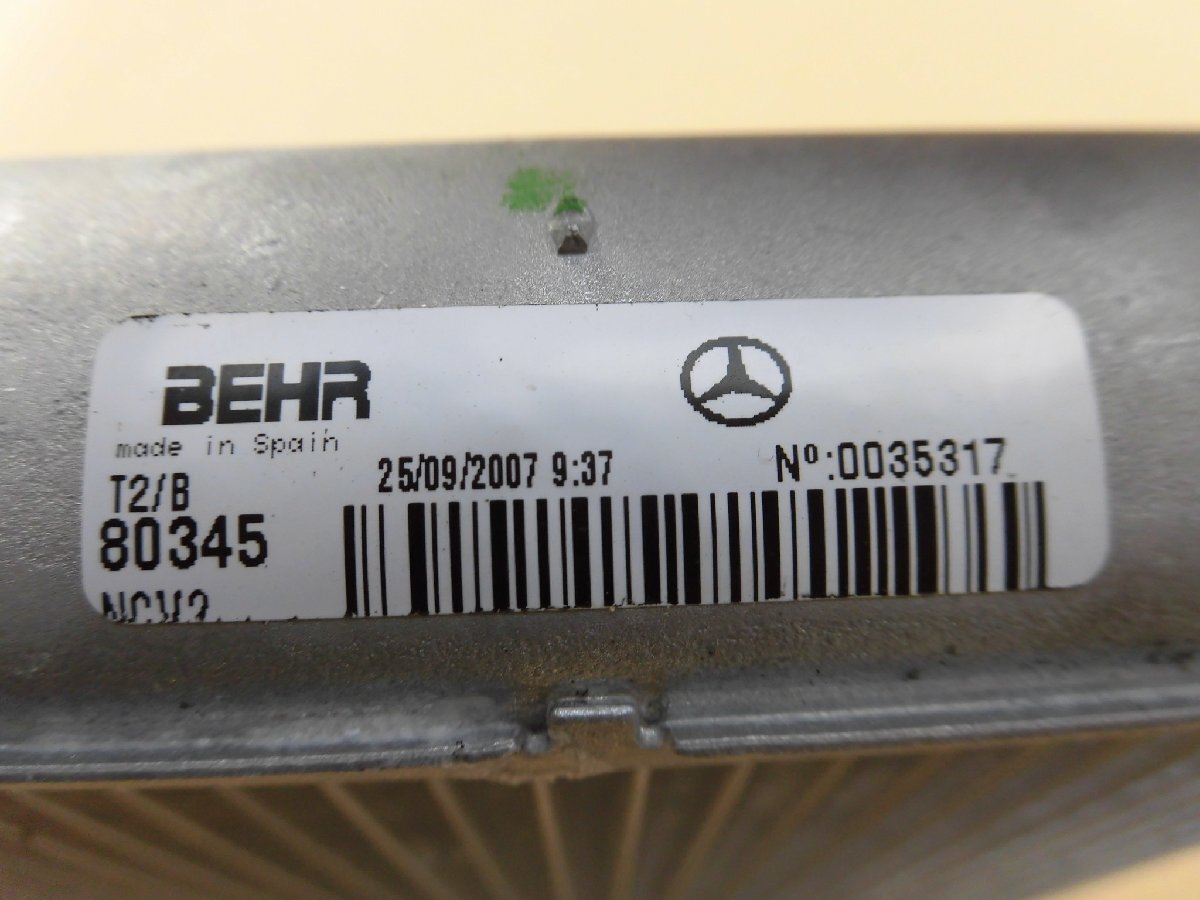 BEHR
made in Spain
T2/B
25/09/2007 9:37
Nº:0035317
80345